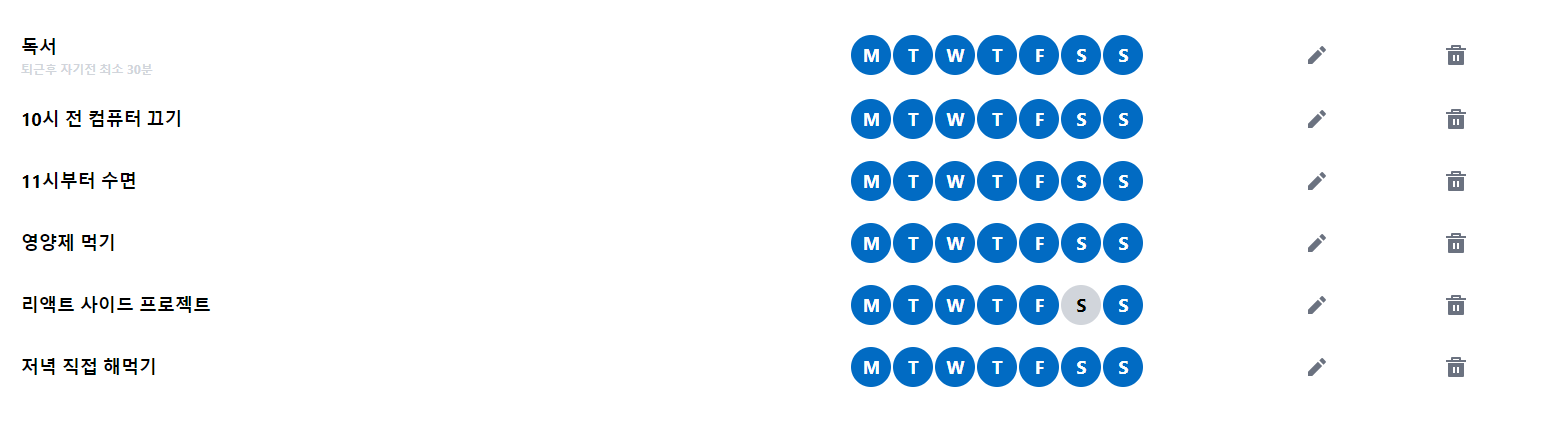 독서 M T W T F S S
퇴근후 자기전 최소 30분
10시 전 컴퓨터 끄기 M T W T F S S
11시부터 수면 M T W T F S S
영양제 먹기 M T W T F S S
리액트 사이드 프로젝트 M T W T F S S
저녁 직접 해먹기 M T W T F S S